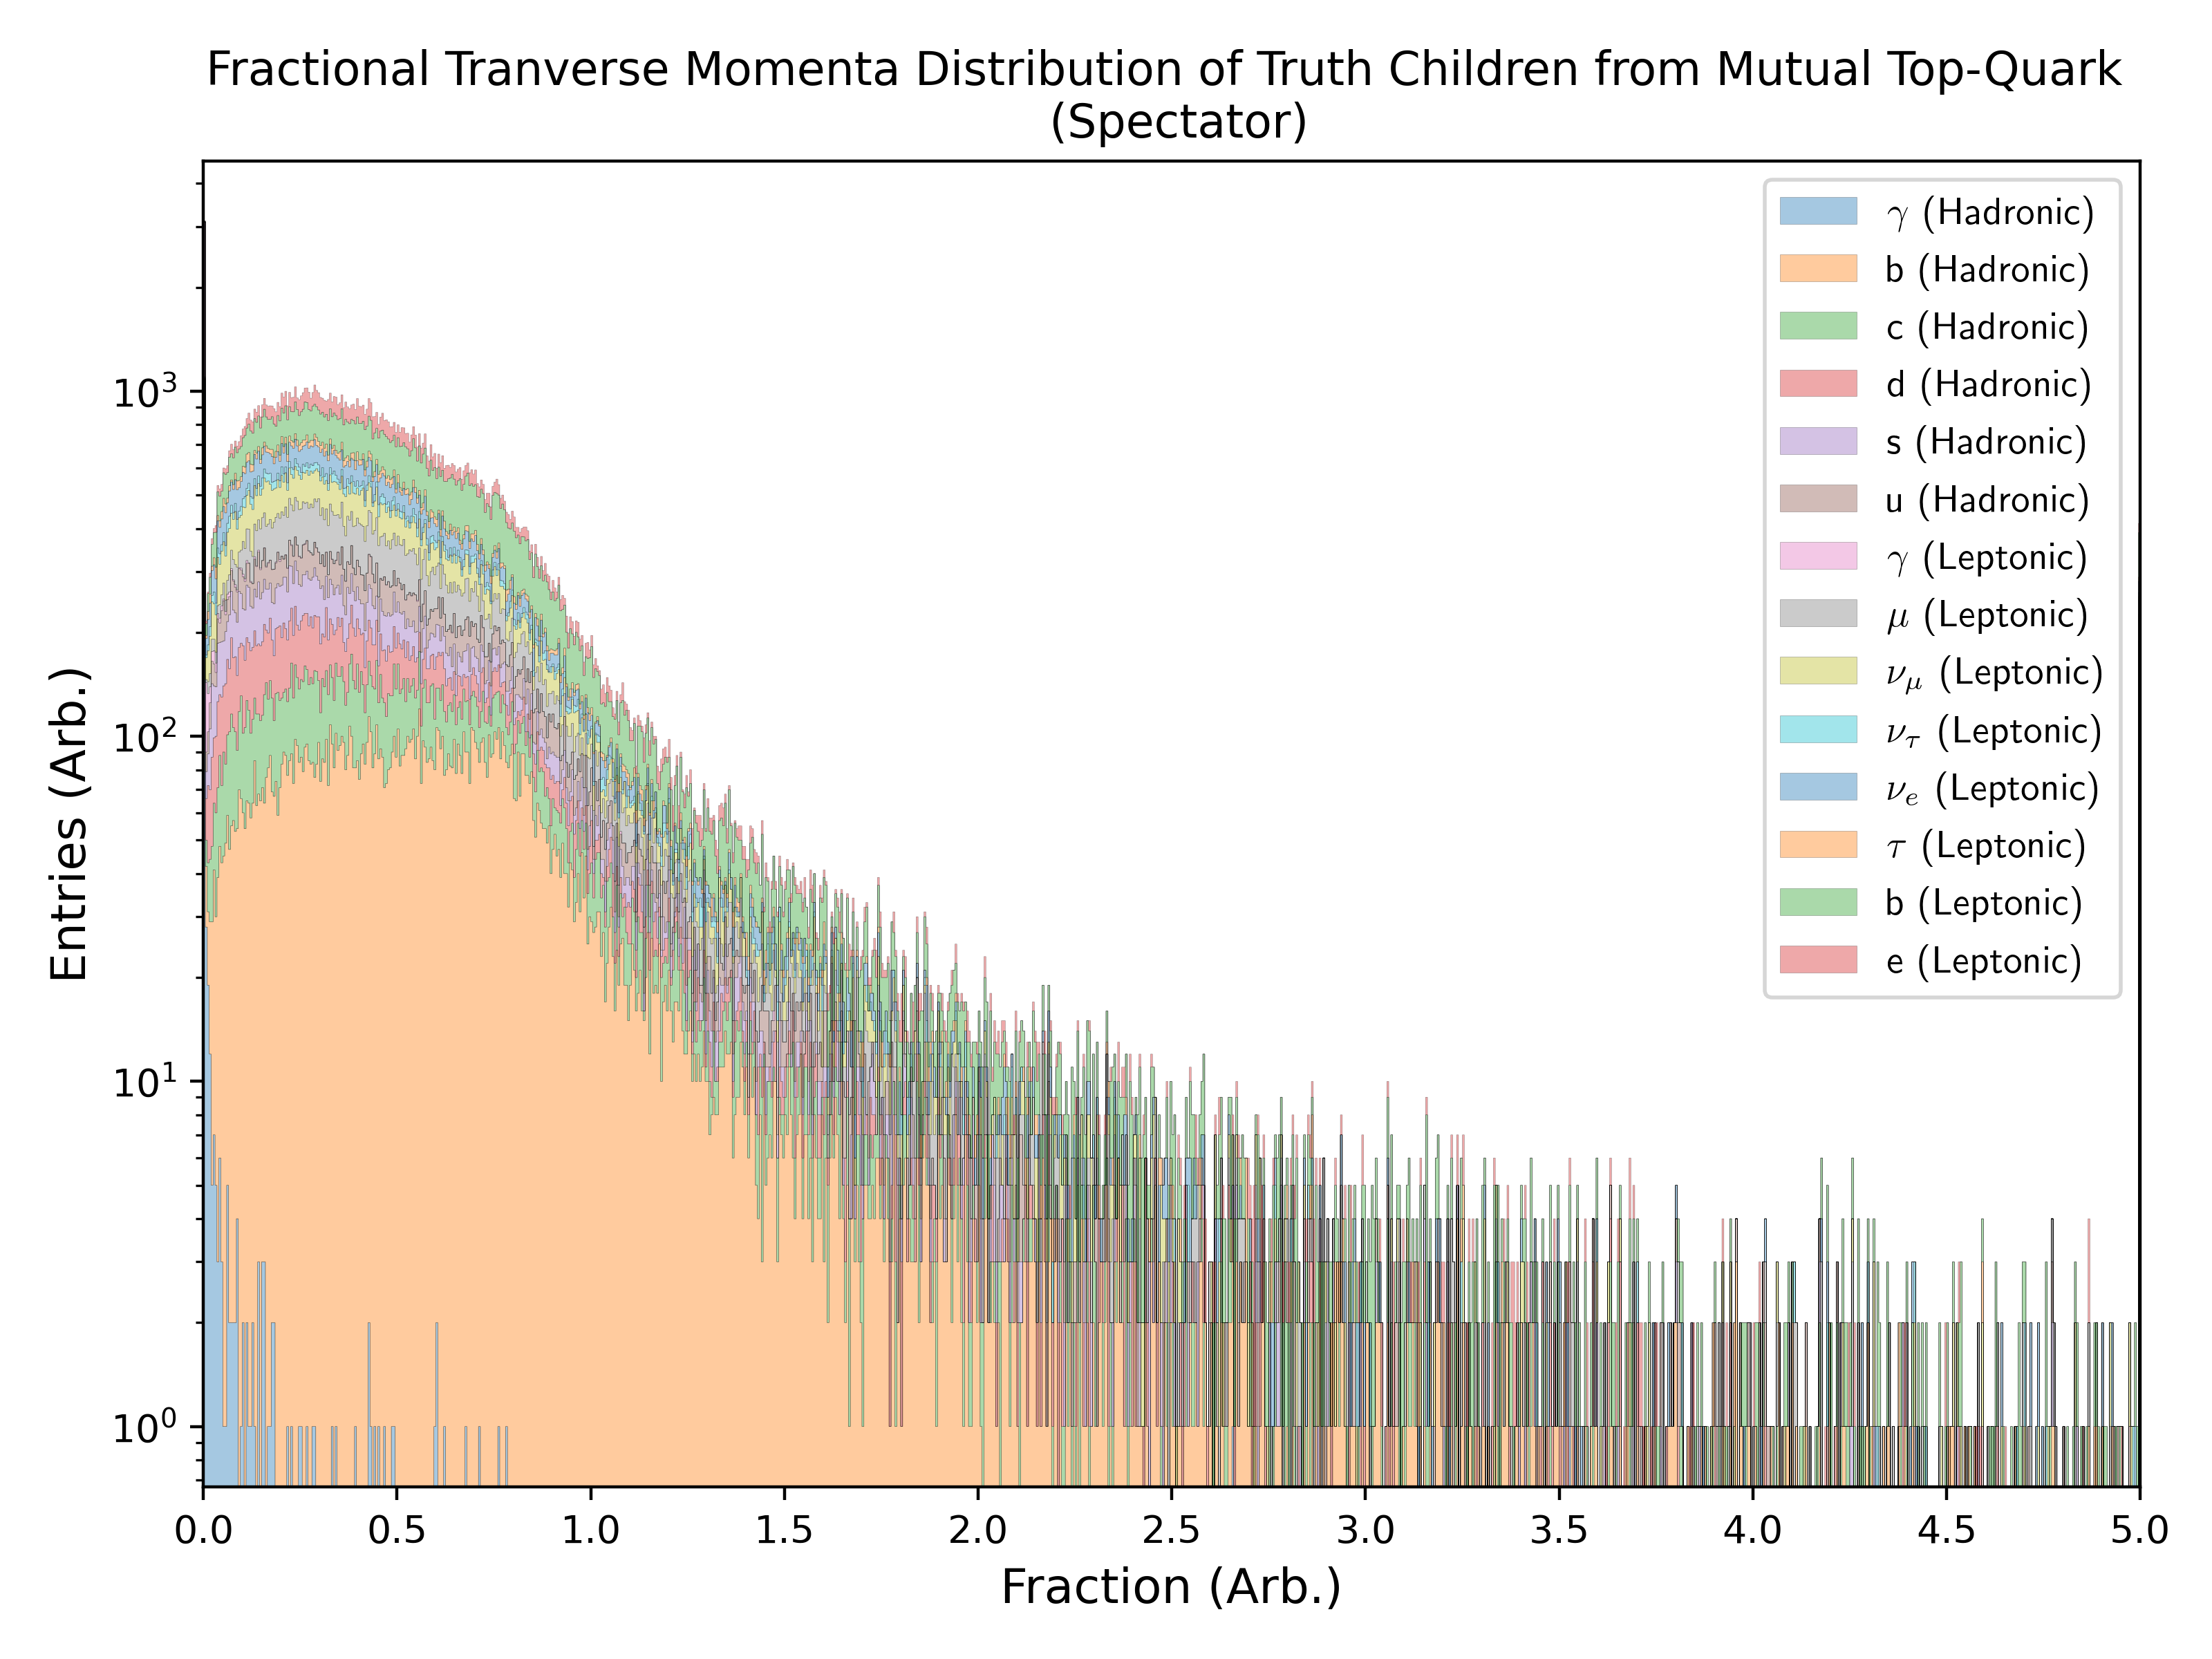 Fractional Tranverse Momenta Distribution of Truth Children from Mutual Top-Quark
(Spectator)
Entries (Arb.)
10³
10²
10¹
10⁰
γ (Hadronic)
b (Hadronic)
c (Hadronic)
d (Hadronic)
s (Hadronic)
u (Hadronic)
γ (Leptonic)
μ (Leptonic)
ν_μ (Leptonic)
ν_τ (Leptonic)
ν_e (Leptonic)
τ (Leptonic)
b (Leptonic)
e (Leptonic)
0.0 0.5 1.0 1.5 2.0 2.5 3.0 3.5 4.0 4.5 5.0
Fraction (Arb.)